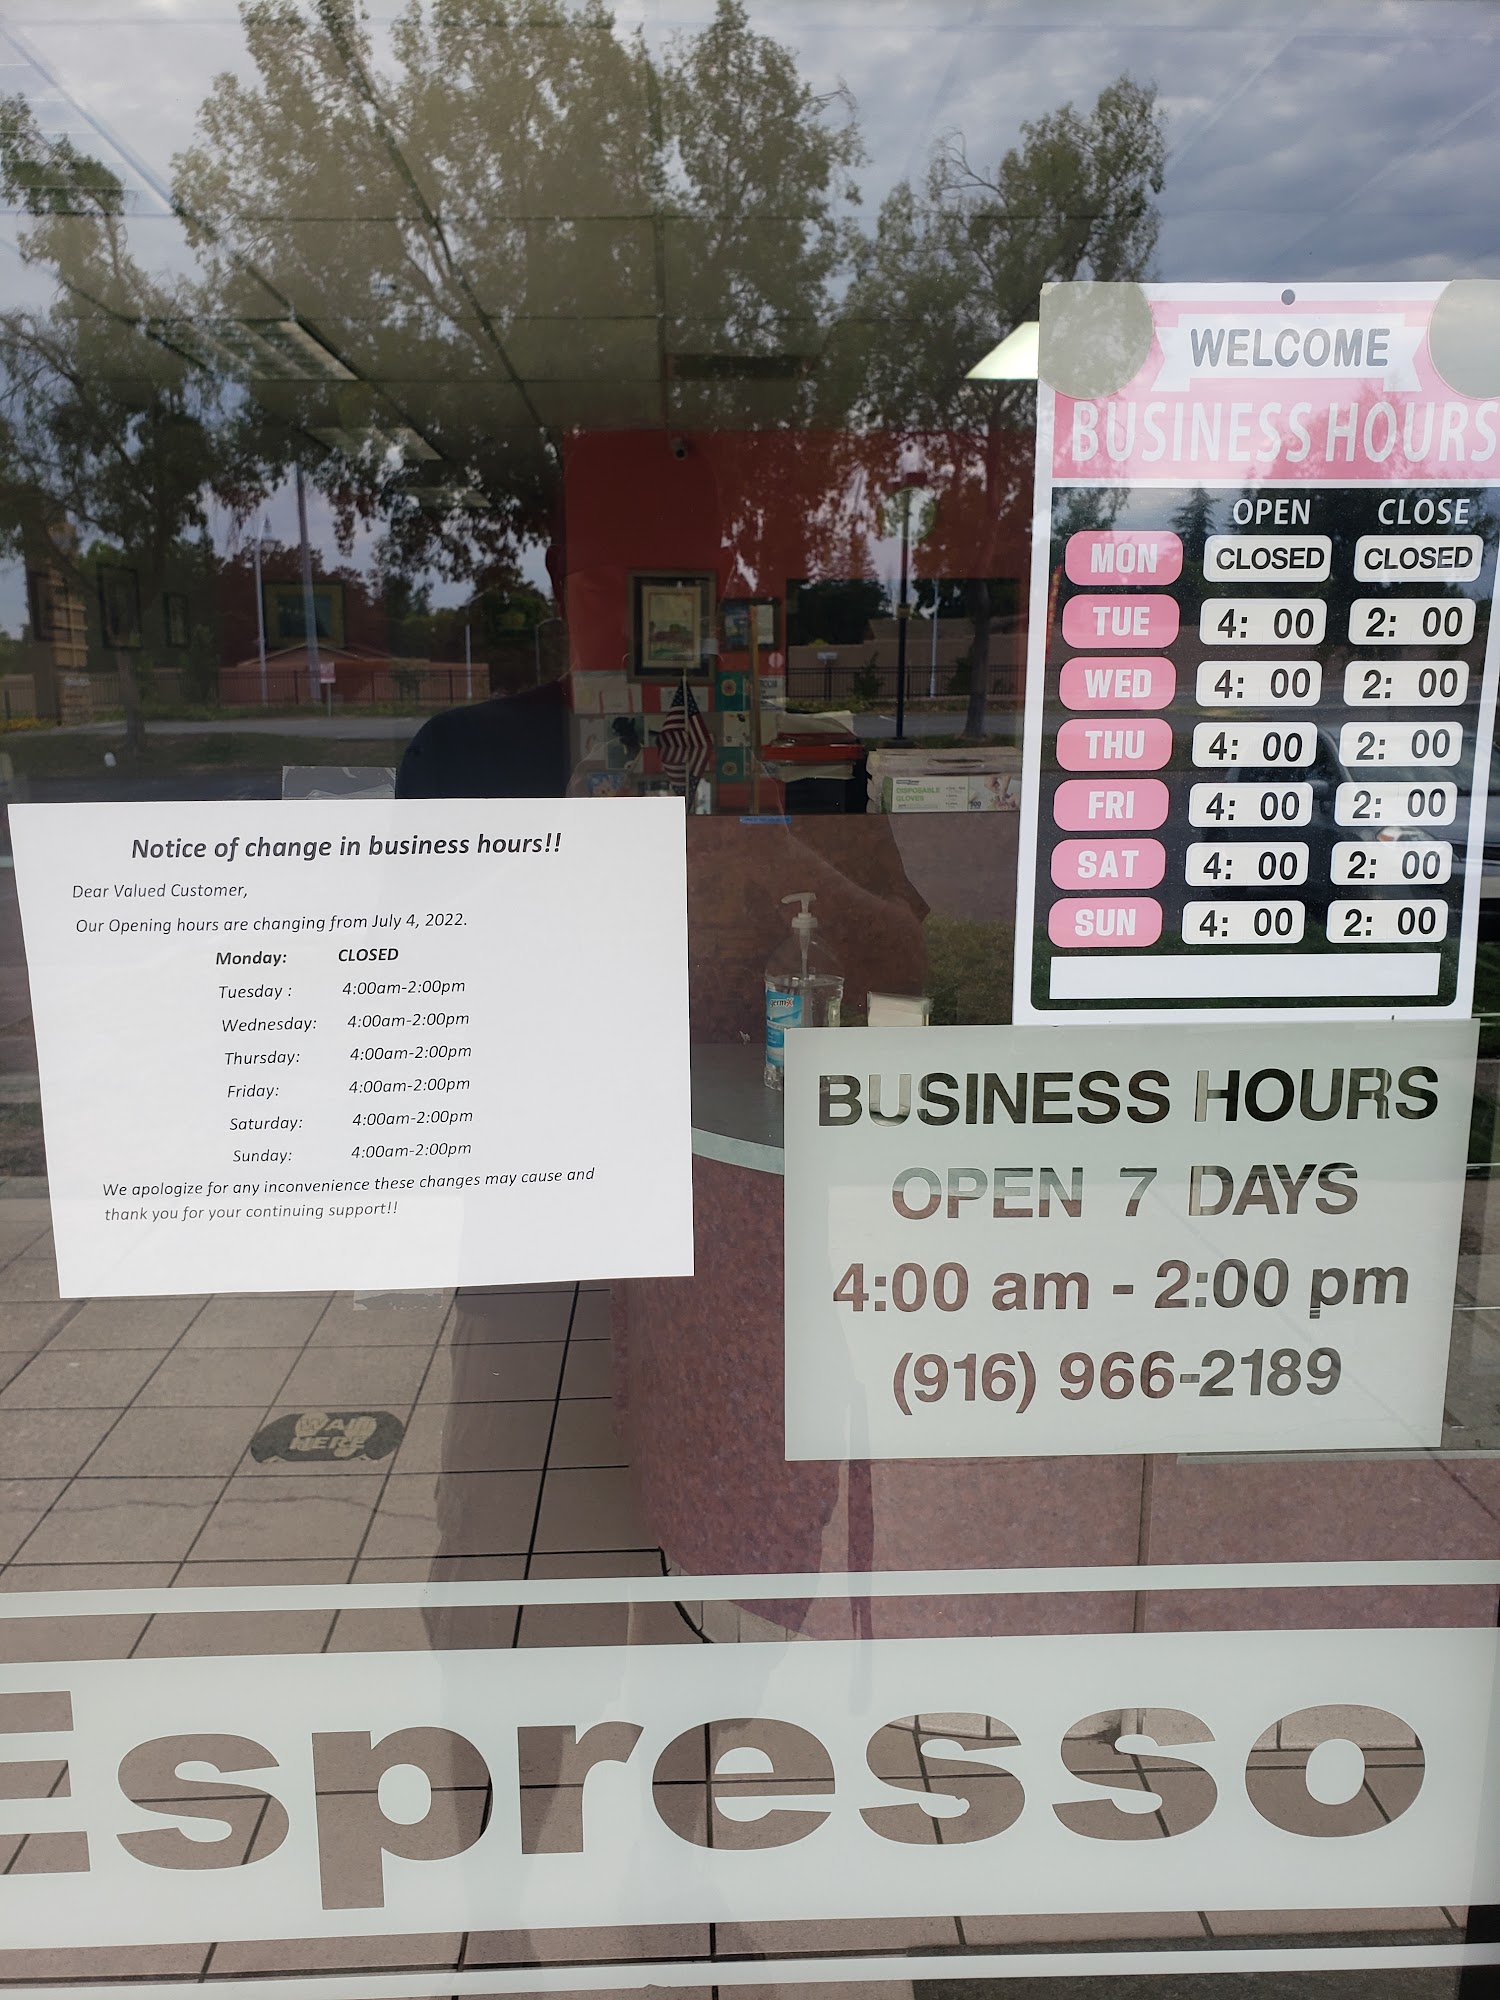 WELCOME
BUSINESS HOURS
OPEN CLOSE
MON CLOSED CLOSED
TUE 4: 00 2: 00
WED 4: 00 2: 00
THU 4: 00 2: 00
FRI 4: 00 2: 00
SAT 4: 00 2: 00
SUN 4: 00 2: 00
Notice of change in business hours!!
Dear Valued Customer,
Our Opening hours are changing from July 4, 2022.
Monday: CLOSED
Tuesday : 4:00am-2:00pm
Wednesday: 4:00am-2:00pm
Thursday: 4:00am-2:00pm
Friday: 4:00am-2:00pm
Saturday: 4:00am-2:00pm
Sunday: 4:00am-2:00pm
We apologize for any inconvenience these changes may cause and
thank you for your continuing support!!
BUSINESS HOURS
OPEN 7 DAYS
4:00 am - 2:00 pm
(916) 966-2189
DISPOSABLE
GLOVES
WAIT
HERE
Espresso